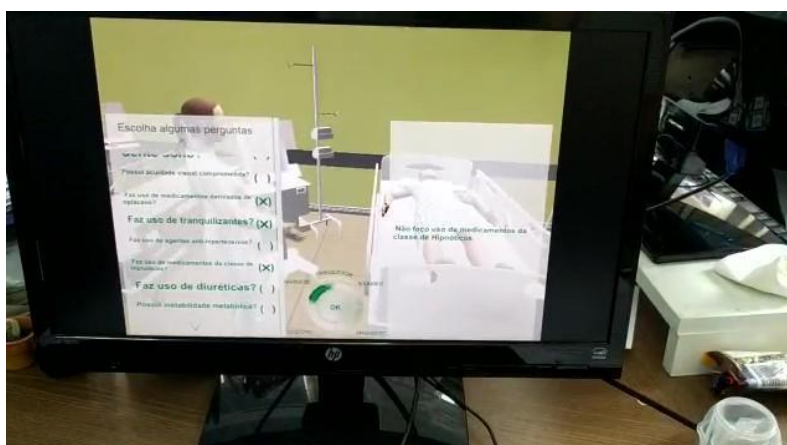 Escolha algumas perguntas
Possui acuidade visual comprometida? ( )
Faz uso de medicamentos derivados de
opiáceos? (X)
Faz uso de tranquilizantes? (X)
Faz uso de agentes anti-hipertensivos? ( )
Faz uso de medicamentos da classe de
hipnóticos? (X)
Faz uso de diuréticas? ( )
Possui instabilidade metabólica? ( )
OK
Não faço uso de medicamentos da
classe de Hipnóticos
hp